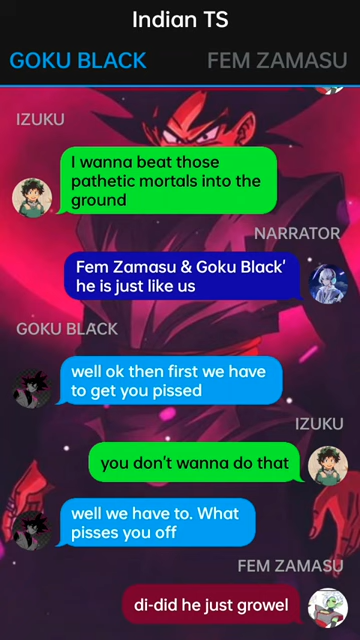 Indian TS
GOKU BLACK
FEM ZAMASU
IZUKU
I wanna beat those
pathetic mortals into the
ground
NARRATOR
Fem Zamasu & Goku Black'
he is just like us
GOKU BLACK
well ok then first we have
to get you pissed
IZUKU
you don't wanna do that
well we have to. What
pisses you off
FEM ZAMASU
di-did he just growel